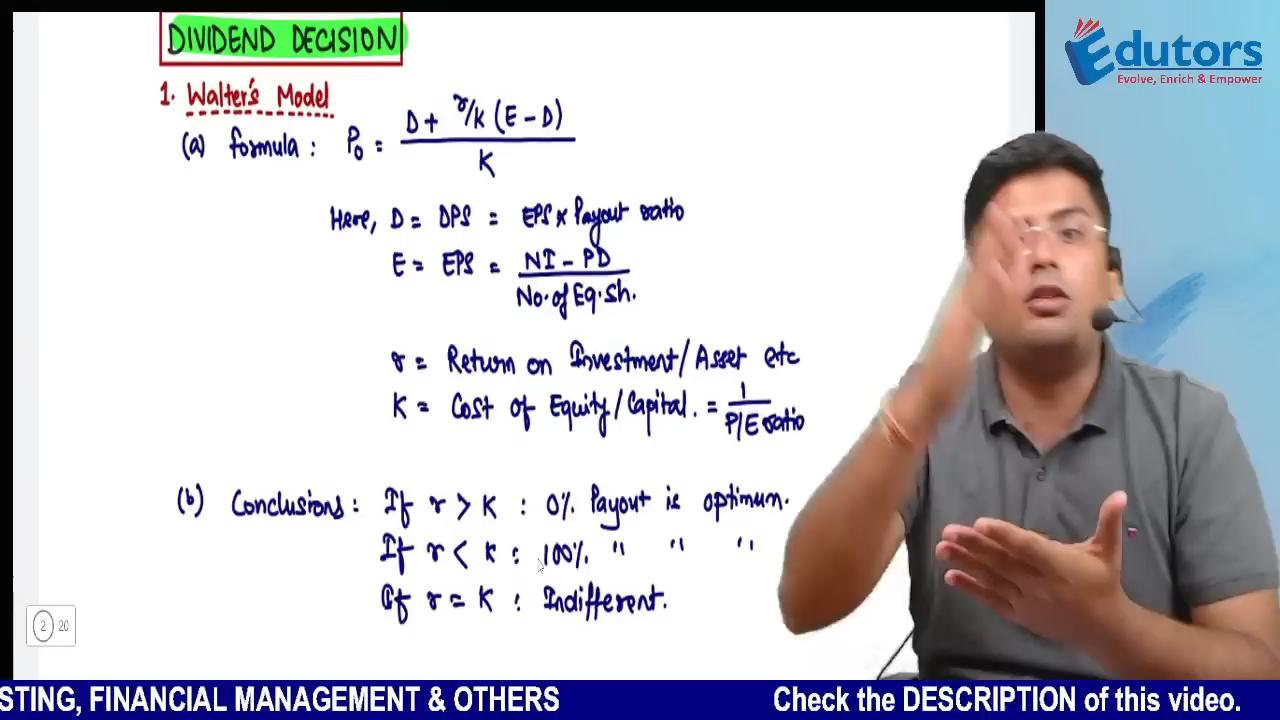 DIVIDEND DECISION
1. Walter's Model
(a) formula : P₀ = D + r/K (E - D) / K
Here, D = DPS = EPS x Payout ratio
E = EPS = NI - PD / No. of Eq. Sh.
r = Return on Investment/Asset etc
K = Cost of Equity/Capital. = 1 / P/E ratio
(b) Conclusions : If r > K : 0% Payout is optimum.
If r < K : 100% " " "
If r = K : Indifferent.
2 20
Edutors
Evolve, Enrich & Empower
STING, FINANCIAL MANAGEMENT & OTHERS
Check the DESCRIPTION of this video.